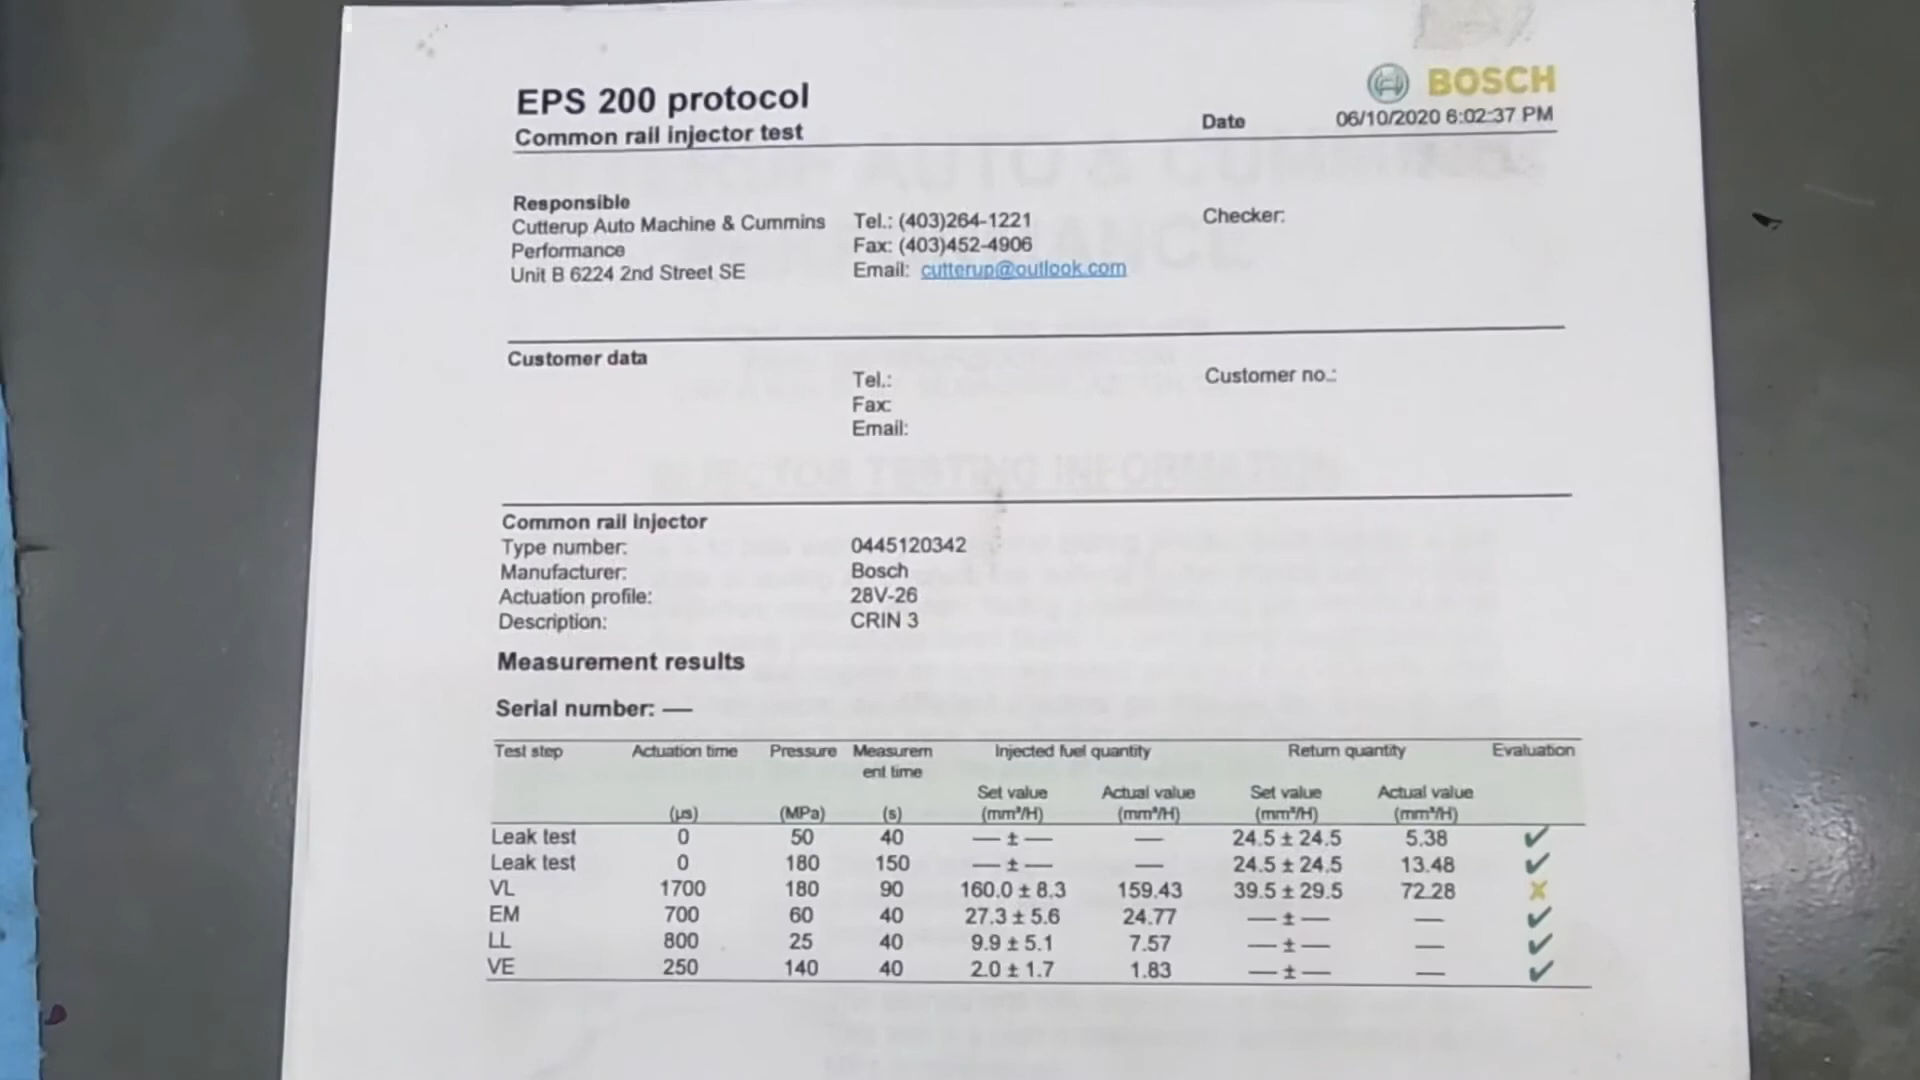 EPS 200 protocol
Common rail injector test
BOSCH
Date 06/10/2020 6:02:37 PM
Responsible
Cutterup Auto Machine & Cummins Tel.: (403)264-1221 Checker:
Performance Fax: (403)452-4906
Unit B 6224 2nd Street SE Email: cutterup@outlook.com
Customer data
Tel.: Customer no.:
Fax:
Email:
Common rail Injector
Type number: 0445120342
Manufacturer: Bosch
Actuation profile: 28V-26
Description: CRIN 3
Measurement results
Serial number: —
Test step Actuation time Pressure Measurem Injected fuel quantity Return quantity Evaluation
ent time
Set value Actual value Set value Actual value
(µs) (MPa) (s) (mm³/H) (mm³/H) (mm³/H) (mm³/H)
Leak test 0 50 40 — ± — — 24.5 ± 24.5 5.38 ✔
Leak test 0 180 150 — ± — — 24.5 ± 24.5 13.48 ✔
VL 1700 180 90 160.0 ± 8.3 159.43 39.5 ± 29.5 72.28 ✘
EM 700 60 40 27.3 ± 5.6 24.77 — ± — — ✔
LL 800 25 40 9.9 ± 5.1 7.57 — ± — — ✔
VE 250 140 40 2.0 ± 1.7 1.83 — ± — — ✔
AUTO & CUMMINS
INJECTOR TESTING INFORMATION